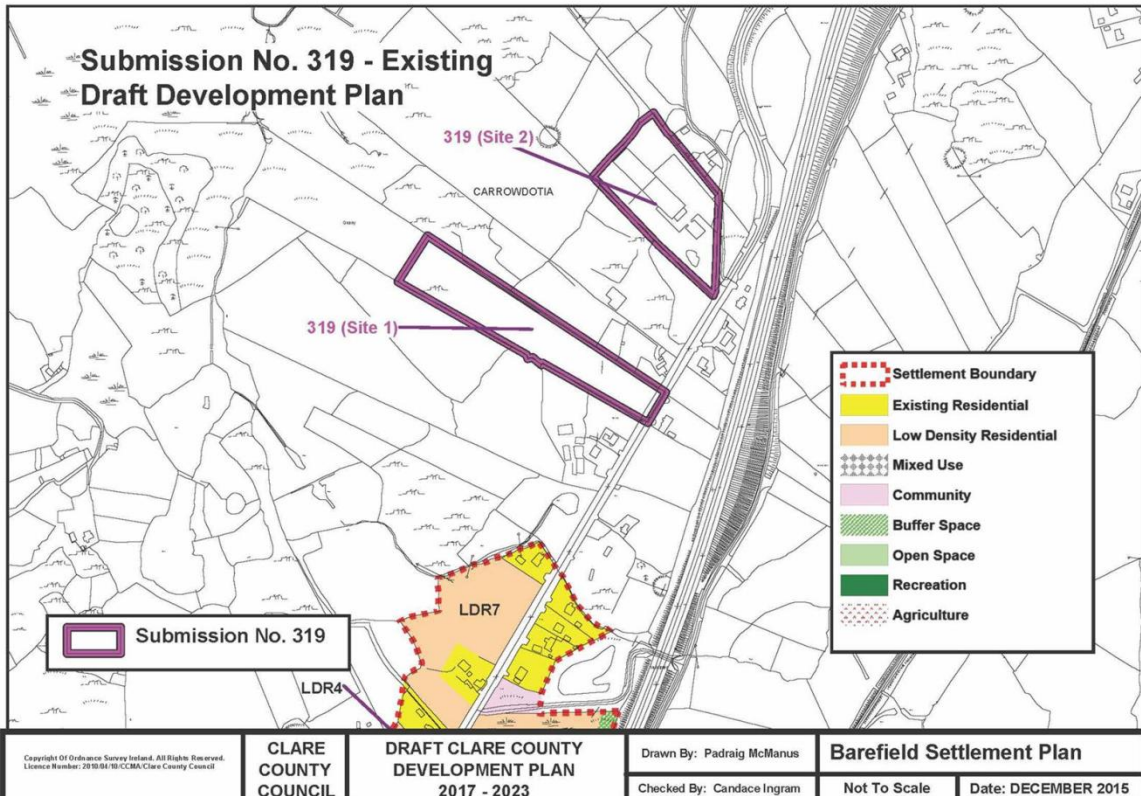 Submission No. 319 - Existing
Draft Development Plan
319 (Site 2)
CARROWDOTIA
319 (Site 1)
Settlement Boundary
Existing Residential
Low Density Residential
Mixed Use
Community
Buffer Space
Open Space
Recreation
Agriculture
LDR7
Submission No. 319
LDR4
Copyright Of Ordnance Survey Ireland. All Rights Reserved.
Licence Number: 2010/04/10/CCMA/Clare County Council
CLARE
COUNTY
COUNCIL
DRAFT CLARE COUNTY
DEVELOPMENT PLAN
2017 - 2023
Drawn By: Padraig McManus
Checked By: Candace Ingram
Barefield Settlement Plan
Not To Scale
Date: DECEMBER 2015